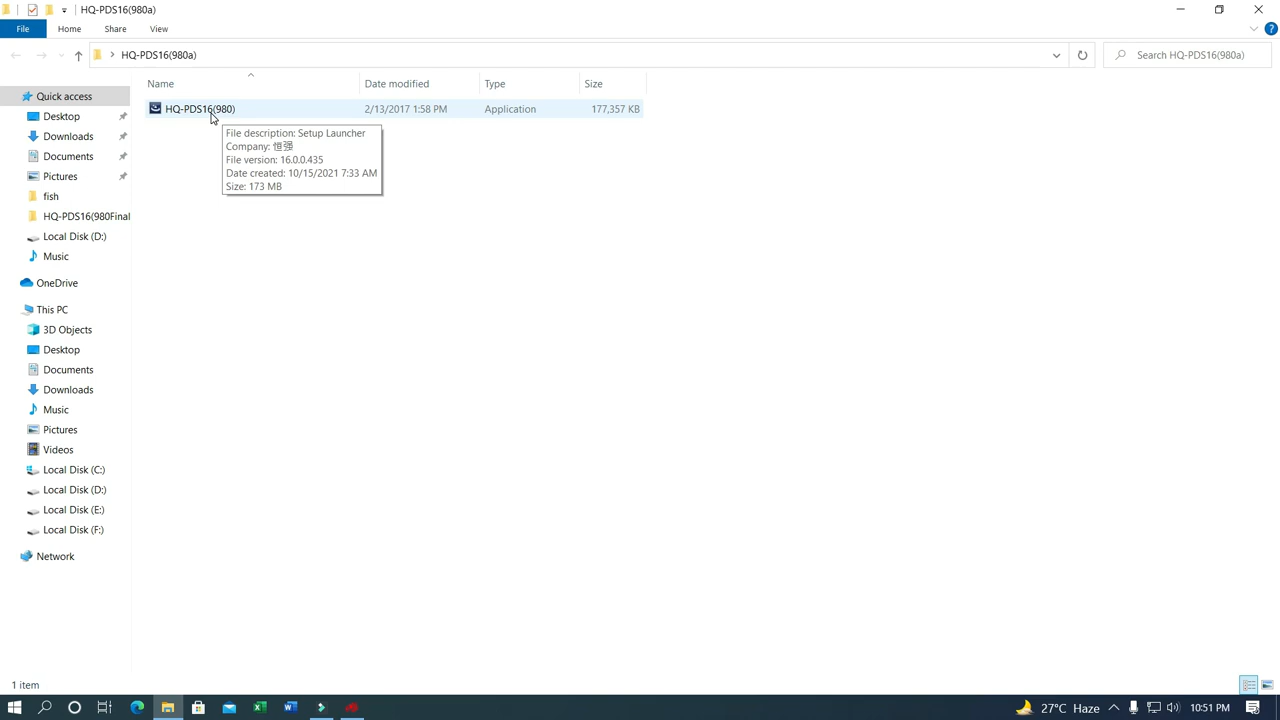 HQ-PDS16(980a)
File
Home
Share
View
HQ-PDS16(980a)
Search HQ-PDS16(980a)
Name
Date modified
Type
Size
HQ-PDS16(980)
2/13/2017 1:58 PM
Application
177,357 KB
File description: Setup Launcher
Company: 恒强
File version: 16.0.0.435
Date created: 10/15/2021 7:33 AM
Size: 173 MB
Quick access
Desktop
Downloads
Documents
Pictures
fish
HQ-PDS16(980Final
Local Disk (D:)
Music
OneDrive
This PC
3D Objects
Desktop
Documents
Downloads
Music
Pictures
Videos
Local Disk (C:)
Local Disk (D:)
Local Disk (E:)
Local Disk (F:)
Network
1 item
27°C Haze
10:51 PM